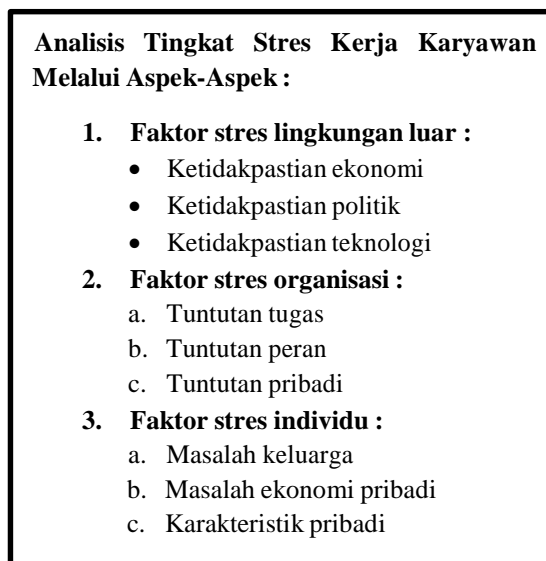 Analisis Tingkat Stres Kerja Karyawan
Melalui Aspek-Aspek :
1. Faktor stres lingkungan luar :
• Ketidakpastian ekonomi
• Ketidakpastian politik
• Ketidakpastian teknologi
2. Faktor stres organisasi :
a. Tuntutan tugas
b. Tuntutan peran
c. Tuntutan pribadi
3. Faktor stres individu :
a. Masalah keluarga
b. Masalah ekonomi pribadi
c. Karakteristik pribadi